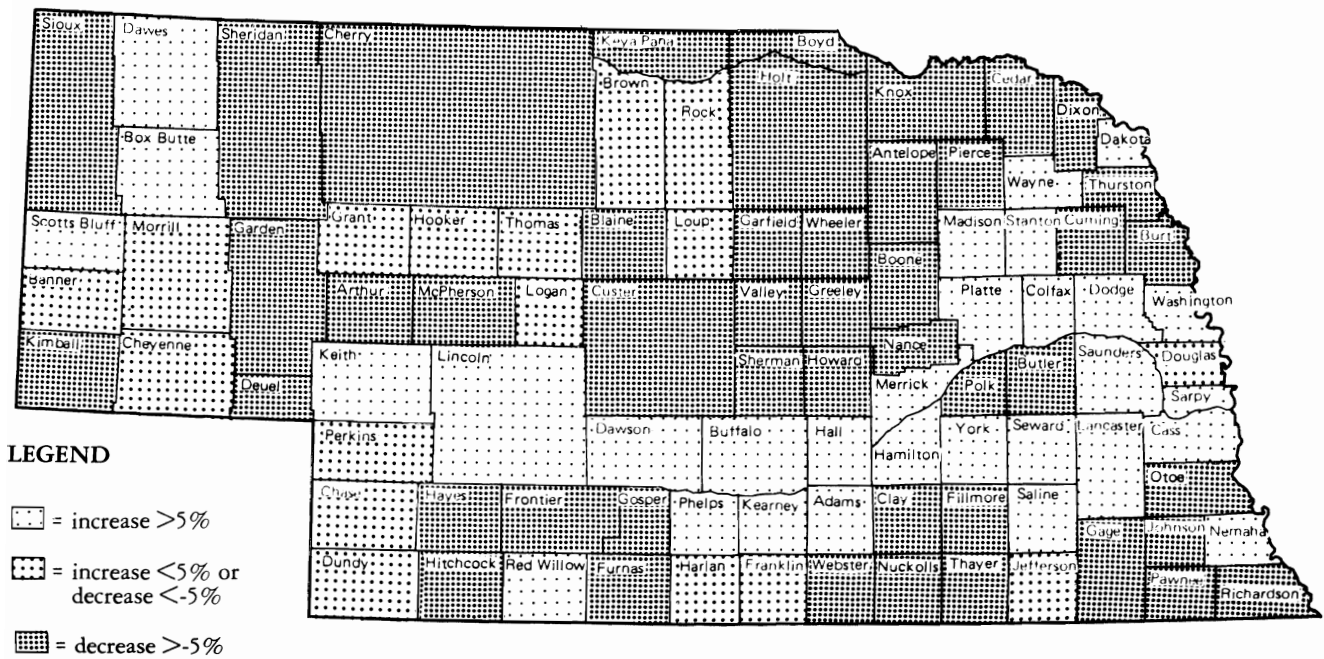 Sioux
Dawes
Sheridan
Cherry
Keya Paha
Boyd
Brown
Rock
Holt
Knox
Cedar
Dixon
Dakota
Box Butte
Antelope
Pierce
Wayne
Thurston
Scotts Bluff
Morrill
Garden
Grant
Hooker
Thomas
Blaine
Loup
Garfield
Wheeler
Boone
Madison
Stanton
Cuming
Burt
Banner
Arthur
McPherson
Logan
Custer
Valley
Greeley
Platte
Colfax
Dodge
Washington
Kimball
Cheyenne
Deuel
Keith
Lincoln
Sherman
Howard
Nance
Merrick
Polk
Butler
Saunders
Douglas
Sarpy
Perkins
Dawson
Buffalo
Hall
Hamilton
York
Seward
Lancaster
Cass
Otoe
Chase
Hayes
Frontier
Gosper
Phelps
Kearney
Adams
Clay
Fillmore
Saline
Gage
Johnson
Nemaha
Dundy
Hitchcock
Red Willow
Furnas
Harlan
Franklin
Webster
Nuckolls
Thayer
Jefferson
Pawnee
Richardson
LEGEND
= increase >5%
= increase <5% or
decrease <-5%
= decrease >-5%